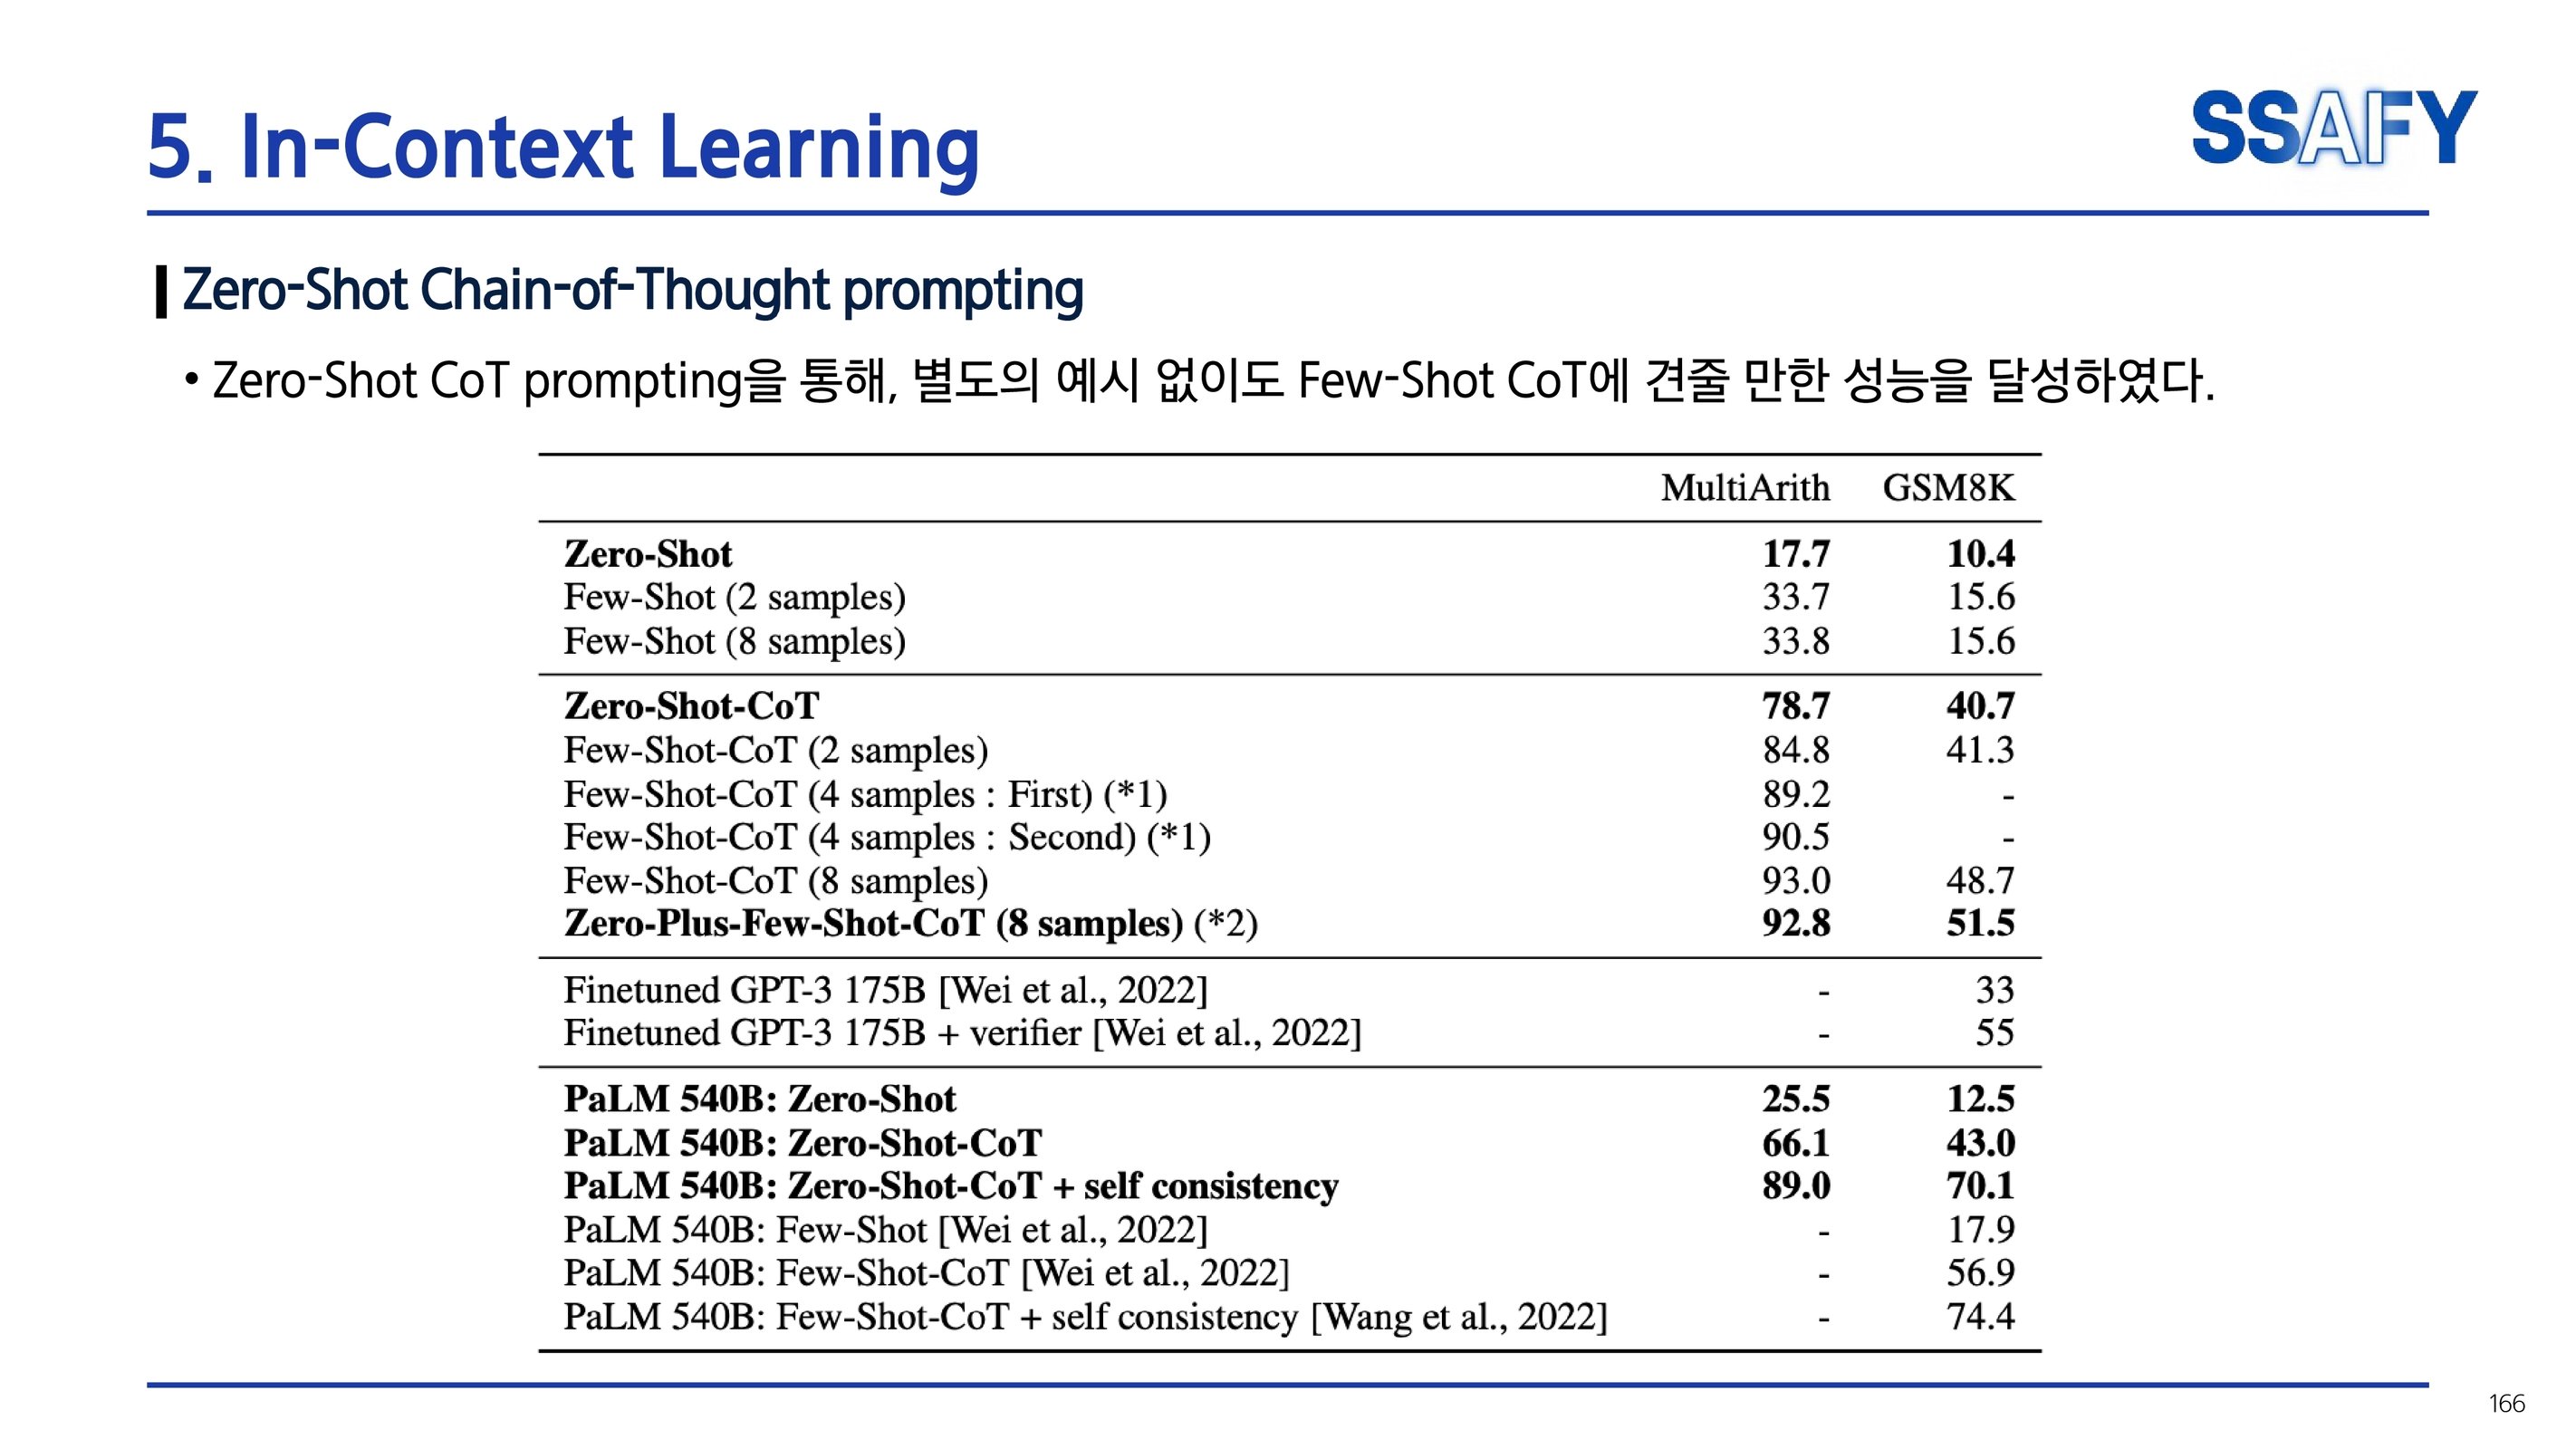 5. In-Context Learning
SSAFY
Zero-Shot Chain-of-Thought prompting
• Zero-Shot CoT prompting을 통해, 별도의 예시 없이도 Few-Shot CoT에 견줄 만한 성능을 달성하였다.
MultiArith GSM8K
Zero-Shot 17.7 10.4
Few-Shot (2 samples) 33.7 15.6
Few-Shot (8 samples) 33.8 15.6
Zero-Shot-CoT 78.7 40.7
Few-Shot-CoT (2 samples) 84.8 41.3
Few-Shot-CoT (4 samples : First) (*1) 89.2 -
Few-Shot-CoT (4 samples : Second) (*1) 90.5 -
Few-Shot-CoT (8 samples) 93.0 48.7
Zero-Plus-Few-Shot-CoT (8 samples) (*2) 92.8 51.5
Finetuned GPT-3 175B [Wei et al., 2022] - 33
Finetuned GPT-3 175B + verifier [Wei et al., 2022] - 55
PaLM 540B: Zero-Shot 25.5 12.5
PaLM 540B: Zero-Shot-CoT 66.1 43.0
PaLM 540B: Zero-Shot-CoT + self consistency 89.0 70.1
PaLM 540B: Few-Shot [Wei et al., 2022] - 17.9
PaLM 540B: Few-Shot-CoT [Wei et al., 2022] - 56.9
PaLM 540B: Few-Shot-CoT + self consistency [Wang et al., 2022] - 74.4
166